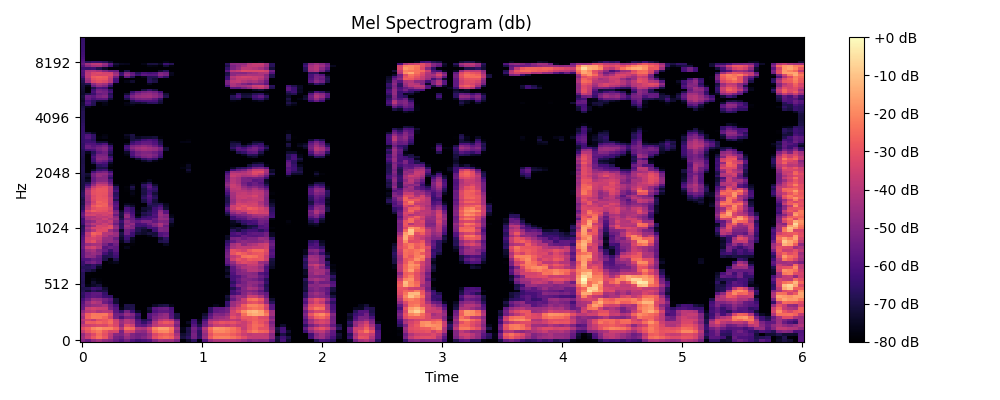 Mel Spectrogram (db)
Hz
8192
4096
2048
1024
512
0
0 1 2 3 4 5 6
Time
+0 dB
-10 dB
-20 dB
-30 dB
-40 dB
-50 dB
-60 dB
-70 dB
-80 dB